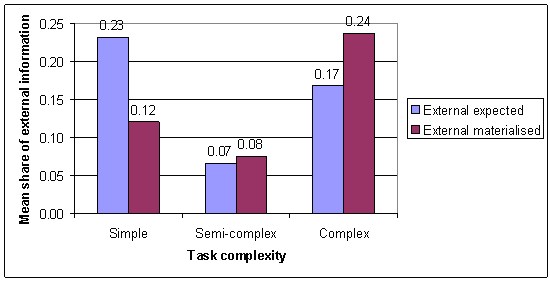 Mean share of external information
0.25
0.20
0.15
0.10
0.05
0.00
0.23
0.12
0.07
0.08
0.17
0.24
Simple
Semi-complex
Complex
Task complexity
External expected
External materialised